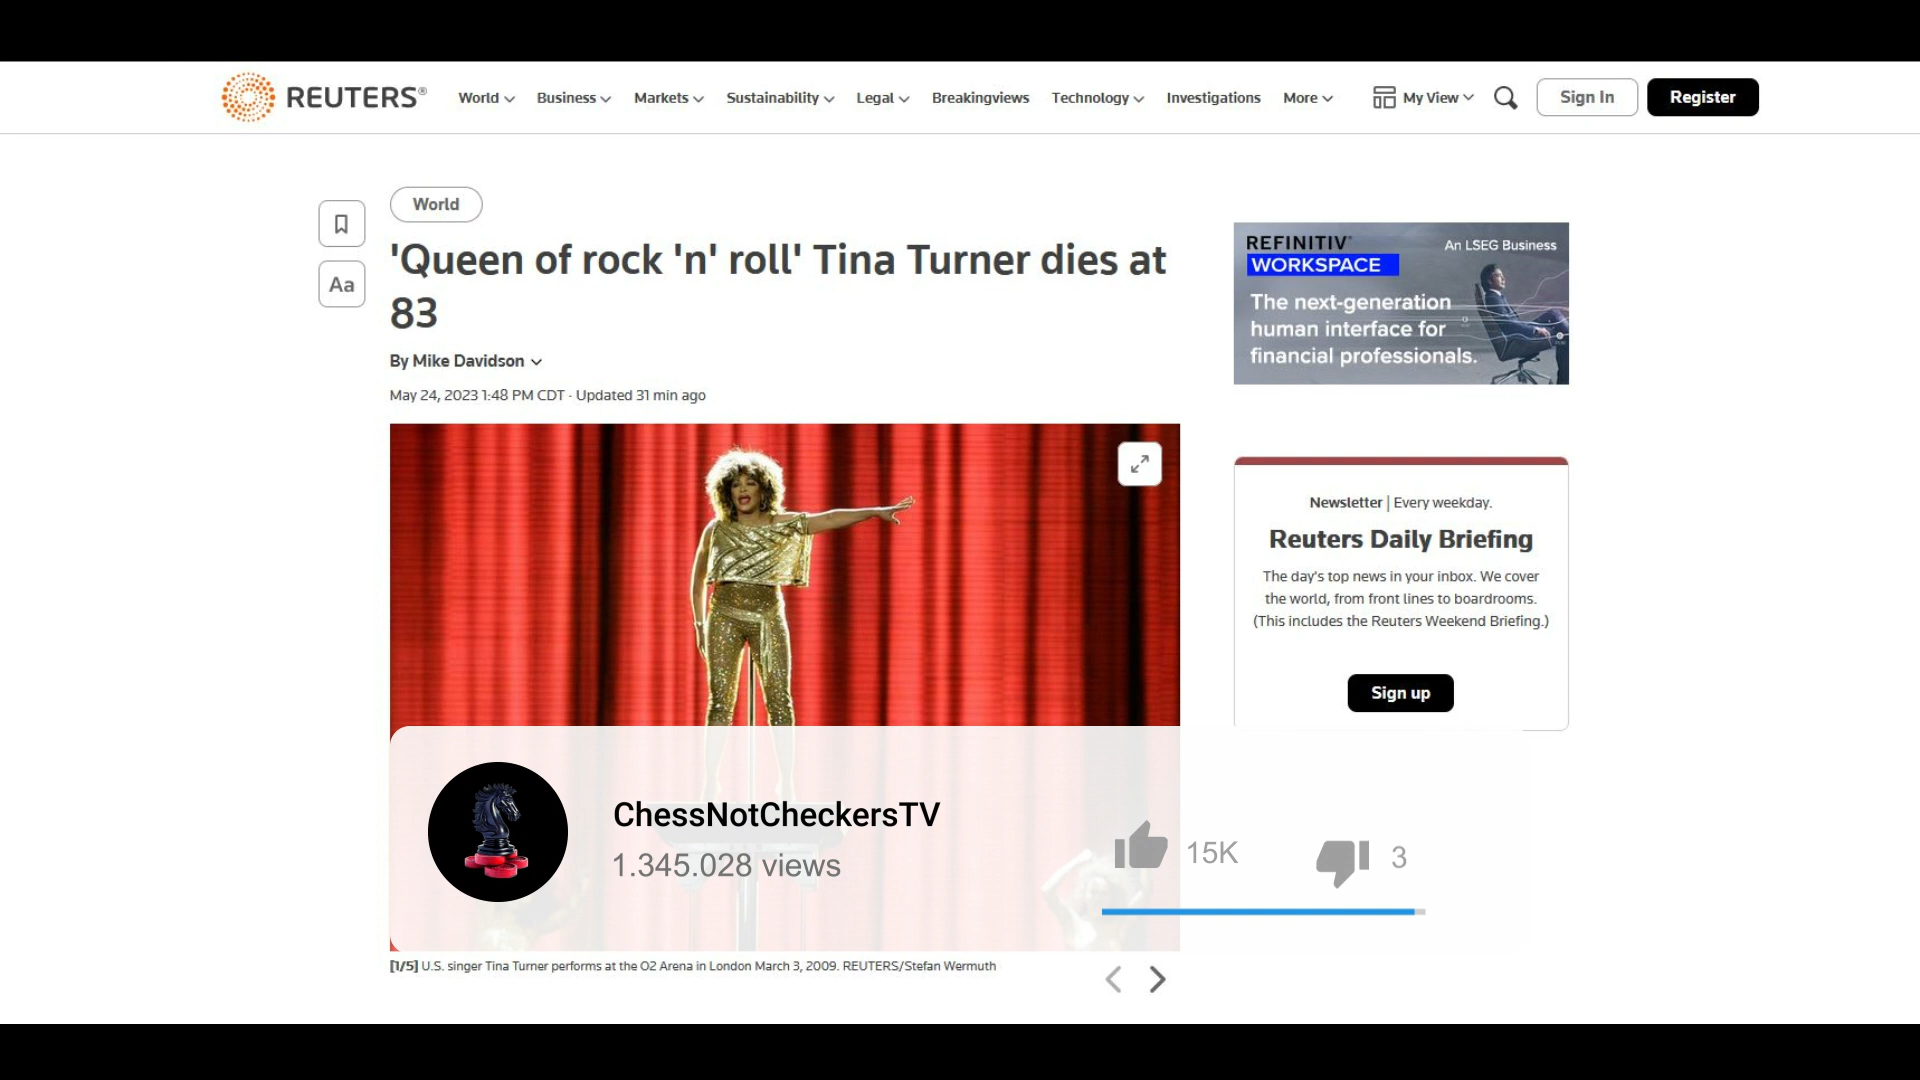 REUTERS®
World
Business
Markets
Sustainability
Legal
Breakingviews
Technology
Investigations
More
My View
Sign In
Register
World
Aa
'Queen of rock 'n' roll' Tina Turner dies at
83
By Mike Davidson
May 24, 2023 1:48 PM CDT · Updated 31 min ago
REFINITIV
WORKSPACE
An LSEG Business
The next-generation
human interface for
financial professionals.
Newsletter | Every weekday.
Reuters Daily Briefing
The day's top news in your inbox. We cover
the world, from front lines to boardrooms.
(This includes the Reuters Weekend Briefing.)
Sign up
ChessNotCheckersTV
1.345.028 views
15K
3
[1/5] U.S. singer Tina Turner performs at the O2 Arena in London March 3, 2009. REUTERS/Stefan Wermuth